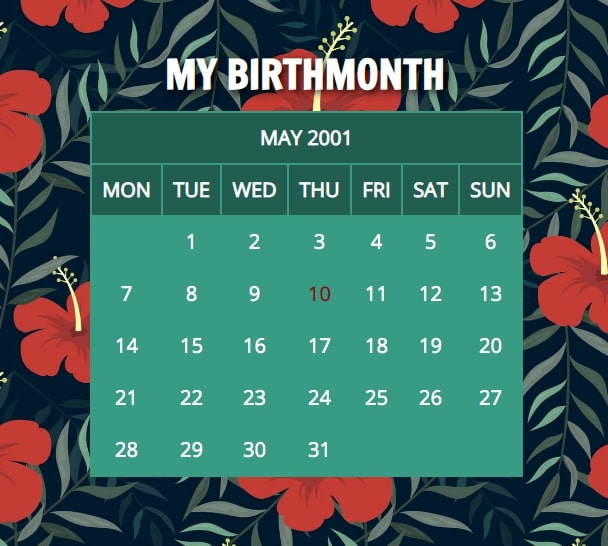 MY BIRTHMONTH
MAY 2001
MON TUE WED THU FRI SAT SUN
1 2 3 4 5 6
7 8 9 10 11 12 13
14 15 16 17 18 19 20
21 22 23 24 25 26 27
28 29 30 31